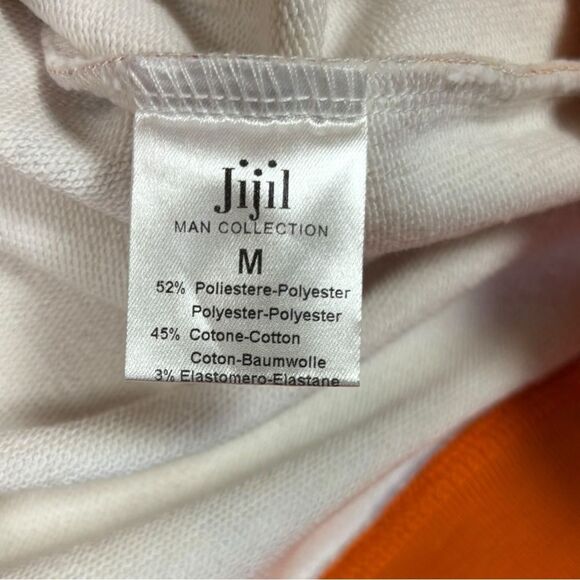 Jijil
MAN COLLECTION
M
52% Poliestere-Polyester
Polyester-Polyester
45% Cotone-Cotton
Coton-Baumwolle
3% Elastomero-Elastane